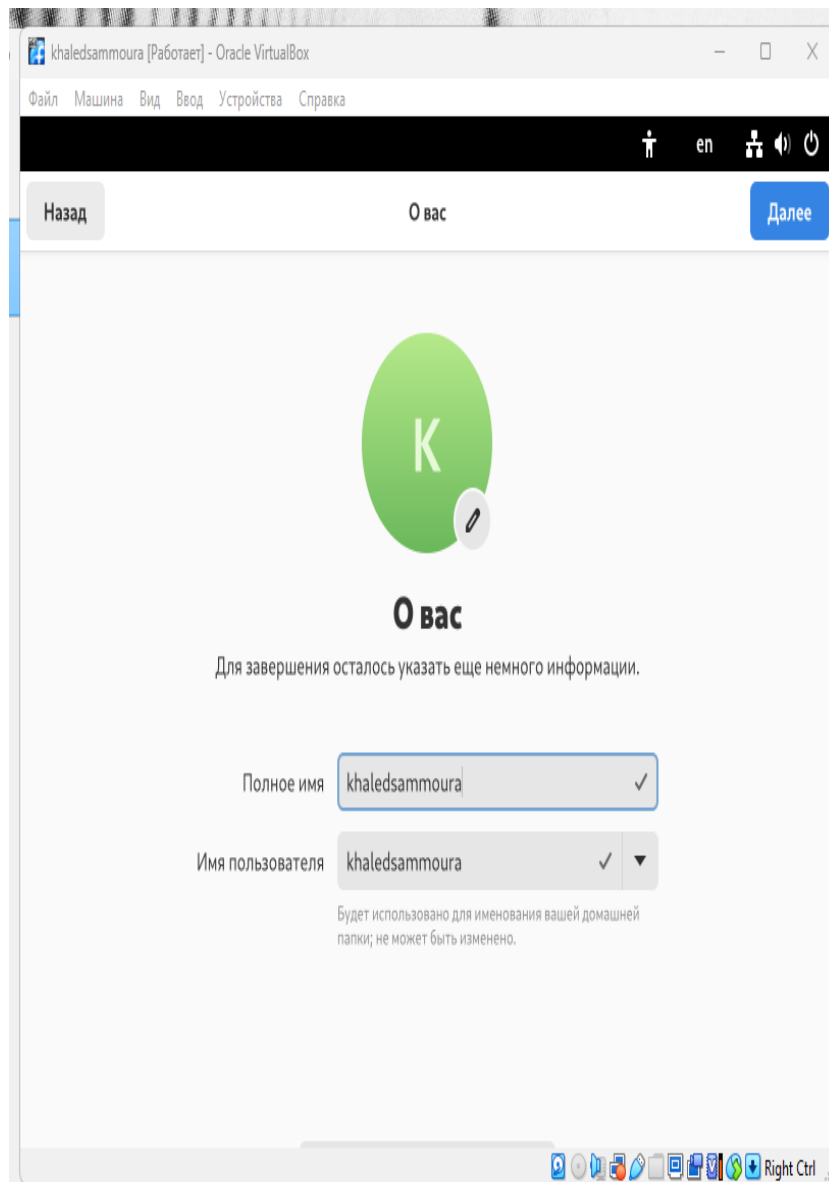 khaledsammoura [Работает] - Oracle VirtualBox
Файл Машина Вид Ввод Устройства Справка
en
Назад О вас Далее
K
О вас
Для завершения осталось указать еще немного информации.
Полное имя khaledsammoura
Имя пользователя khaledsammoura
Будет использовано для именования вашей домашней
папки; не может быть изменено.
Right Ctrl